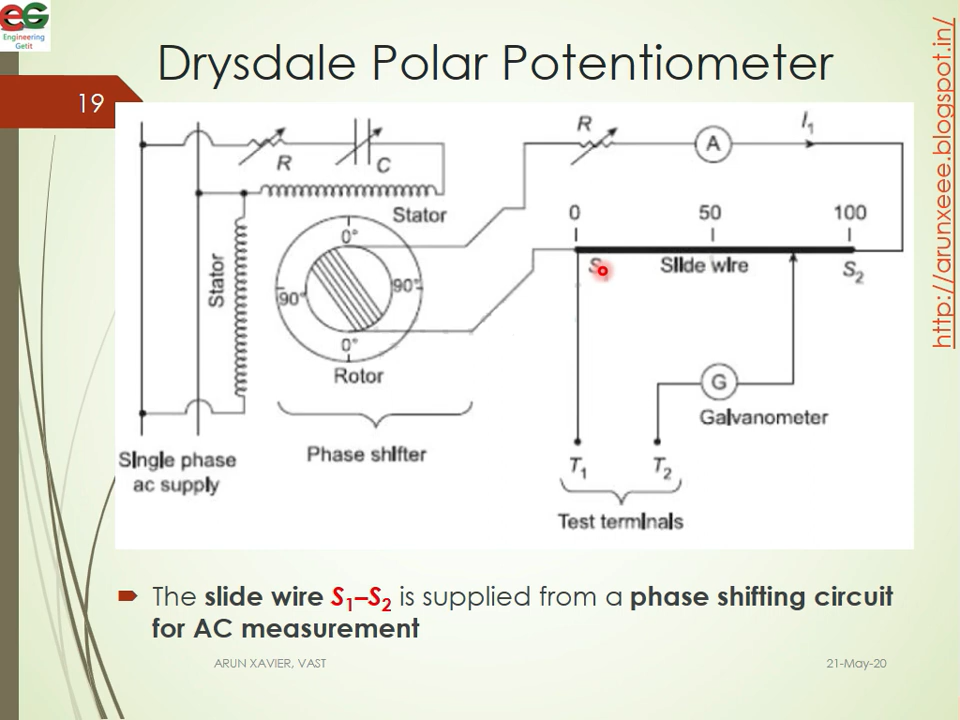 EG
Engineering
Getit
Drysdale Polar Potentiometer
19
http://arunxeee.blogspot.in/
R
C
Stator
Stator
0°
90°
90°
0°
Rotor
Phase shifter
Single phase
ac supply
R
A
I1
0
50
100
S
Slide wire
S2
G
Galvanometer
T1
T2
Test terminals
The slide wire S1–S2 is supplied from a phase shifting circuit
for AC measurement
ARUN XAVIER, VAST
21-May-20